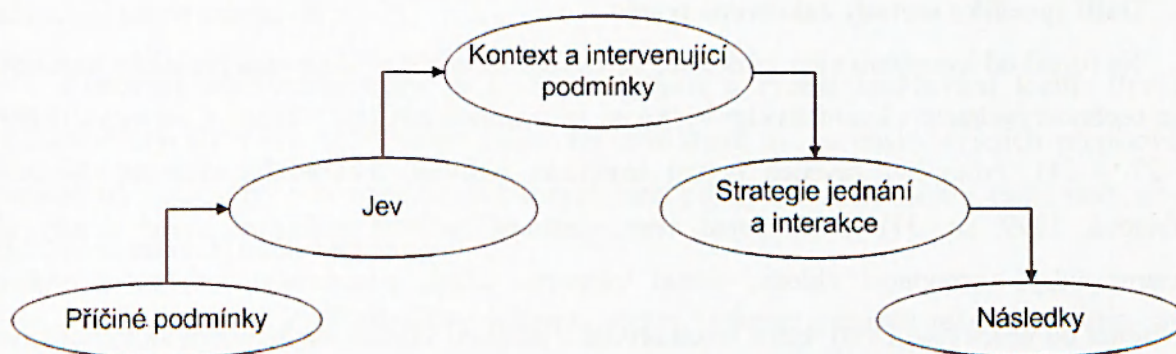 Kontext a intervenující
podmínky
Jev
Strategie jednání
a interakce
Příčiné podmínky
Následky